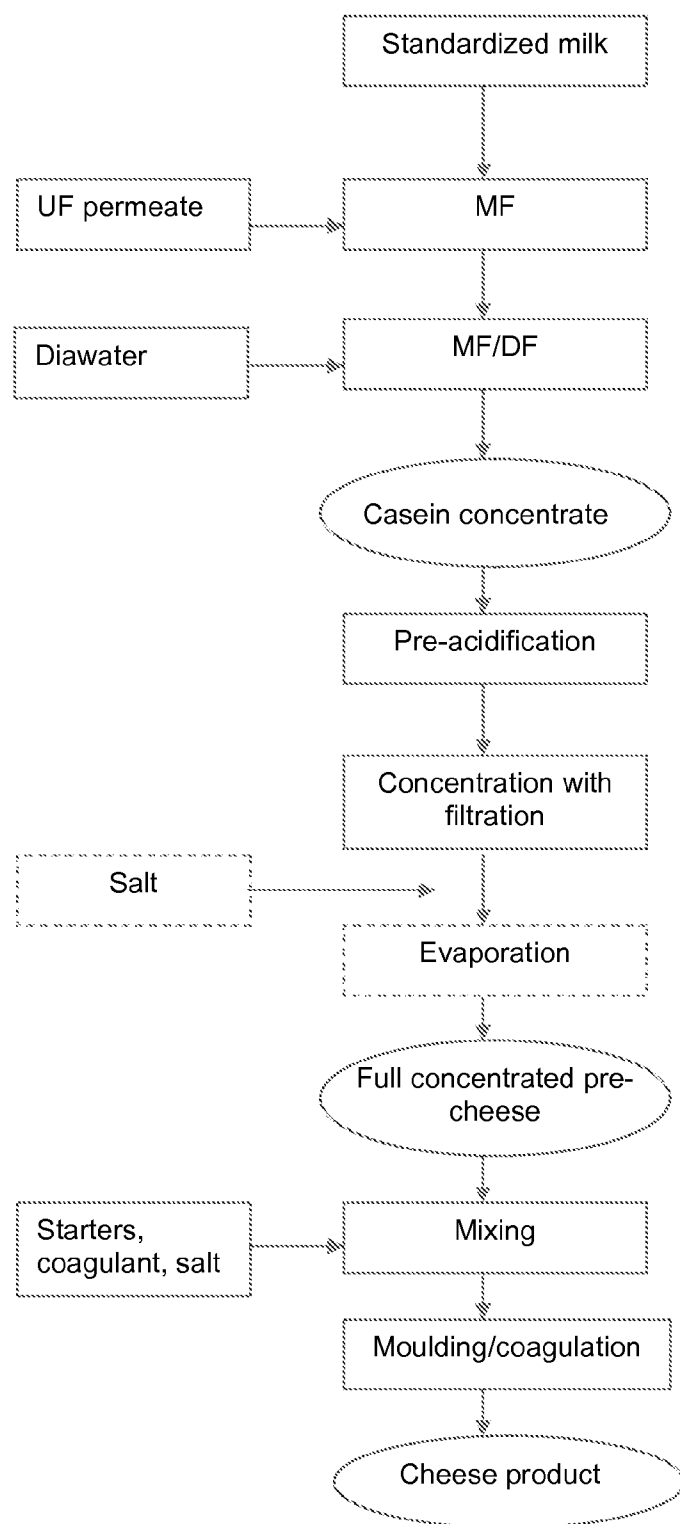 Standardized milk
UF permeate
MF
Diawater
MF/DF
Casein concentrate
Pre-acidification
Concentration with
filtration
Salt
Evaporation
Full concentrated pre-
cheese
Starters,
coagulant, salt
Mixing
Moulding/coagulation
Cheese product